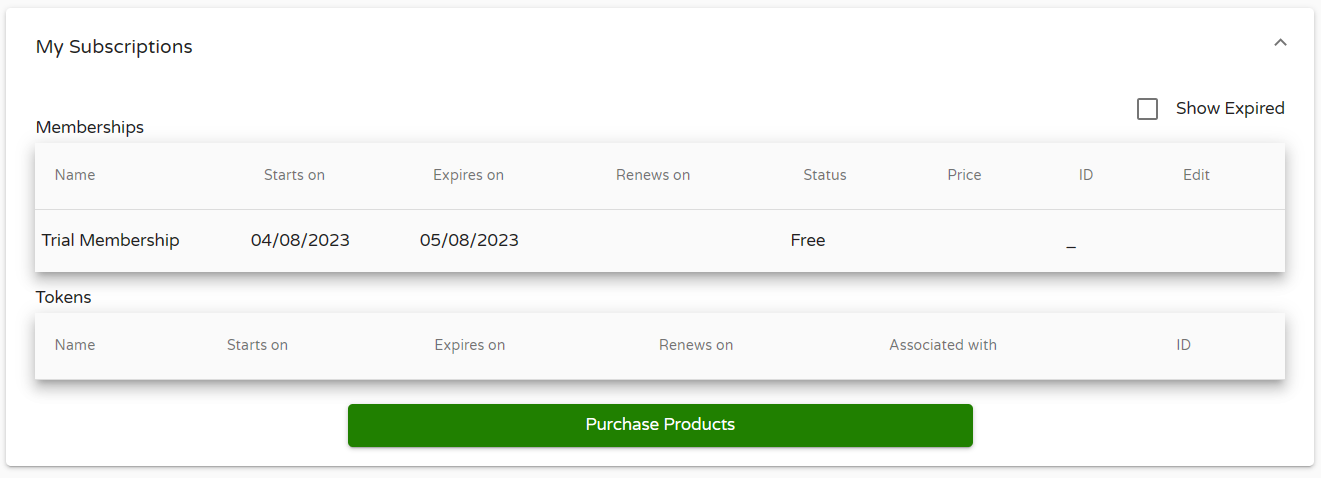 My Subscriptions
Show Expired
Memberships
Name Starts on Expires on Renews on Status Price ID Edit
Trial Membership 04/08/2023 05/08/2023 Free _
Tokens
Name Starts on Expires on Renews on Associated with ID
Purchase Products